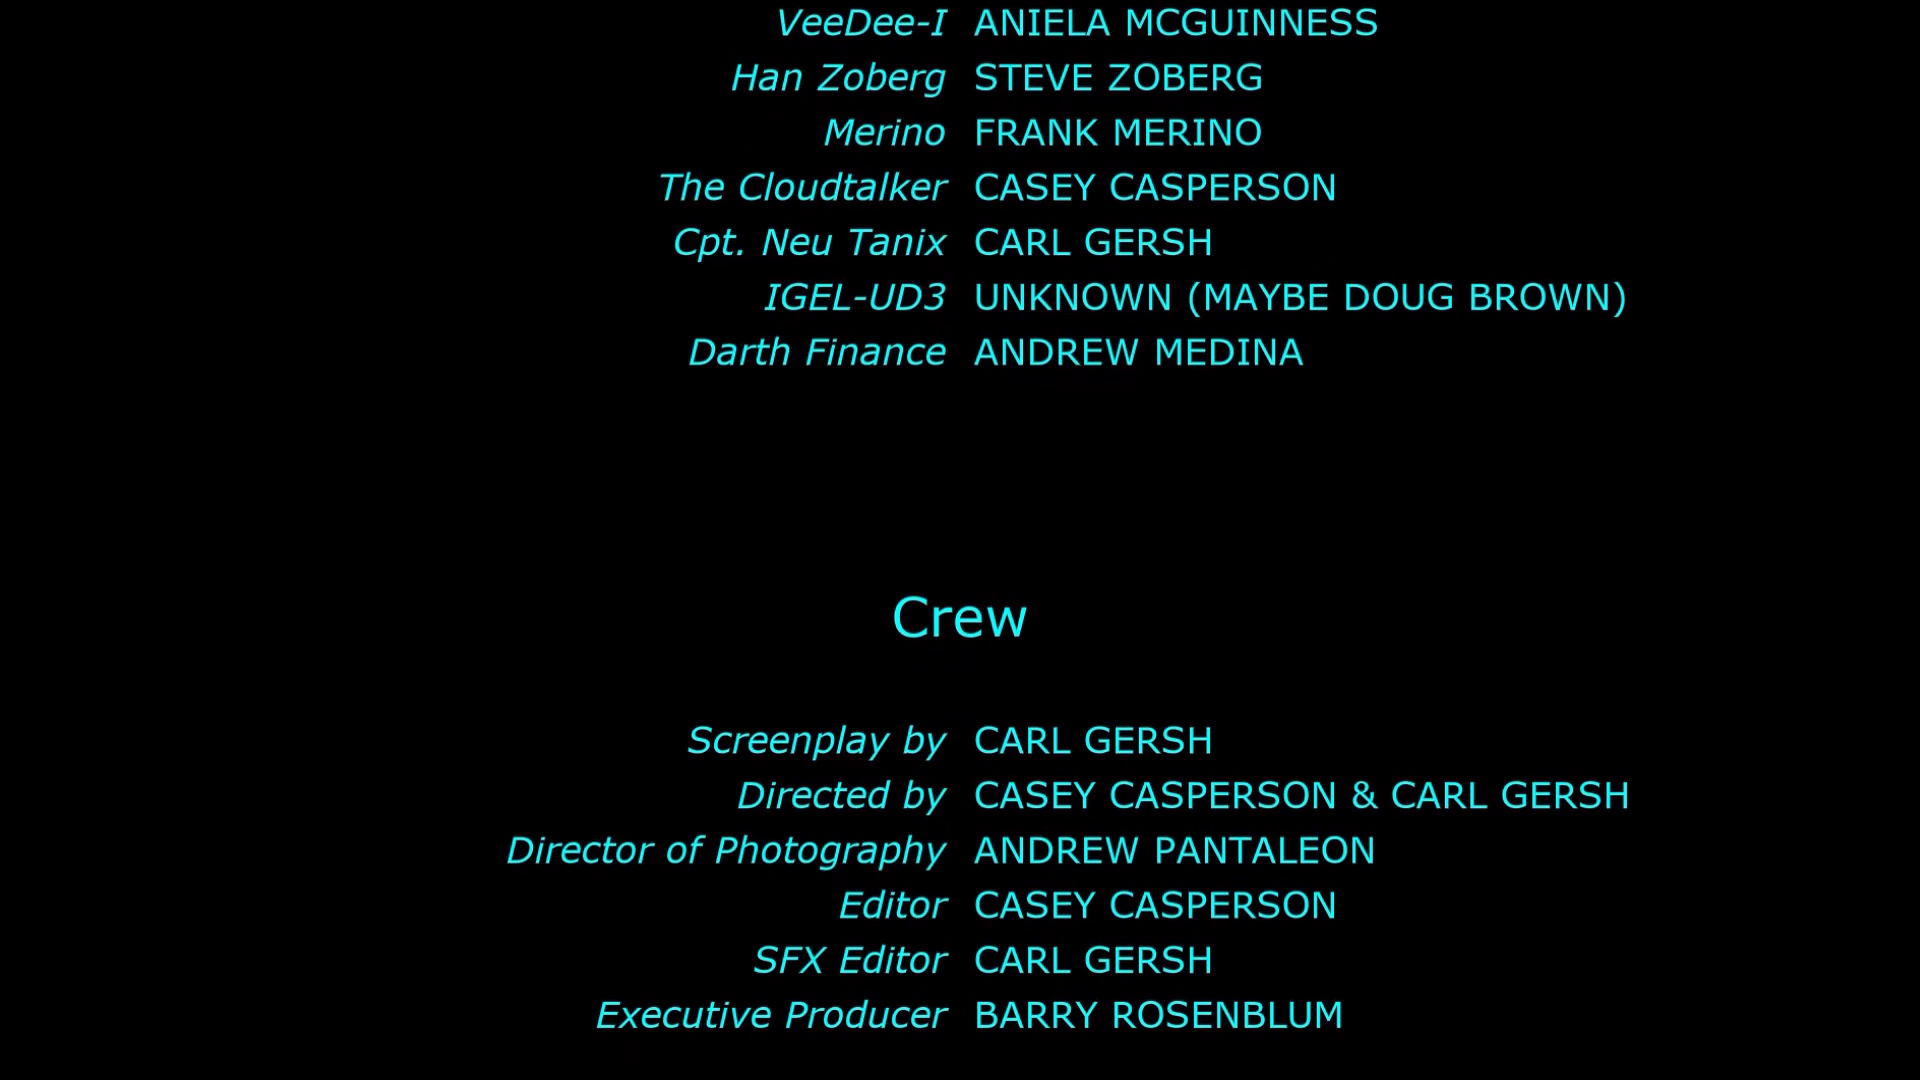 VeeDee-I ANIELA MCGUINNESS
Han Zoberg STEVE ZOBERG
Merino FRANK MERINO
The Cloudtalker CASEY CASPERSON
Cpt. Neu Tanix CARL GERSH
IGEL-UD3 UNKNOWN (MAYBE DOUG BROWN)
Darth Finance ANDREW MEDINA
Crew
Screenplay by CARL GERSH
Directed by CASEY CASPERSON & CARL GERSH
Director of Photography ANDREW PANTALEON
Editor CASEY CASPERSON
SFX Editor CARL GERSH
Executive Producer BARRY ROSENBLUM